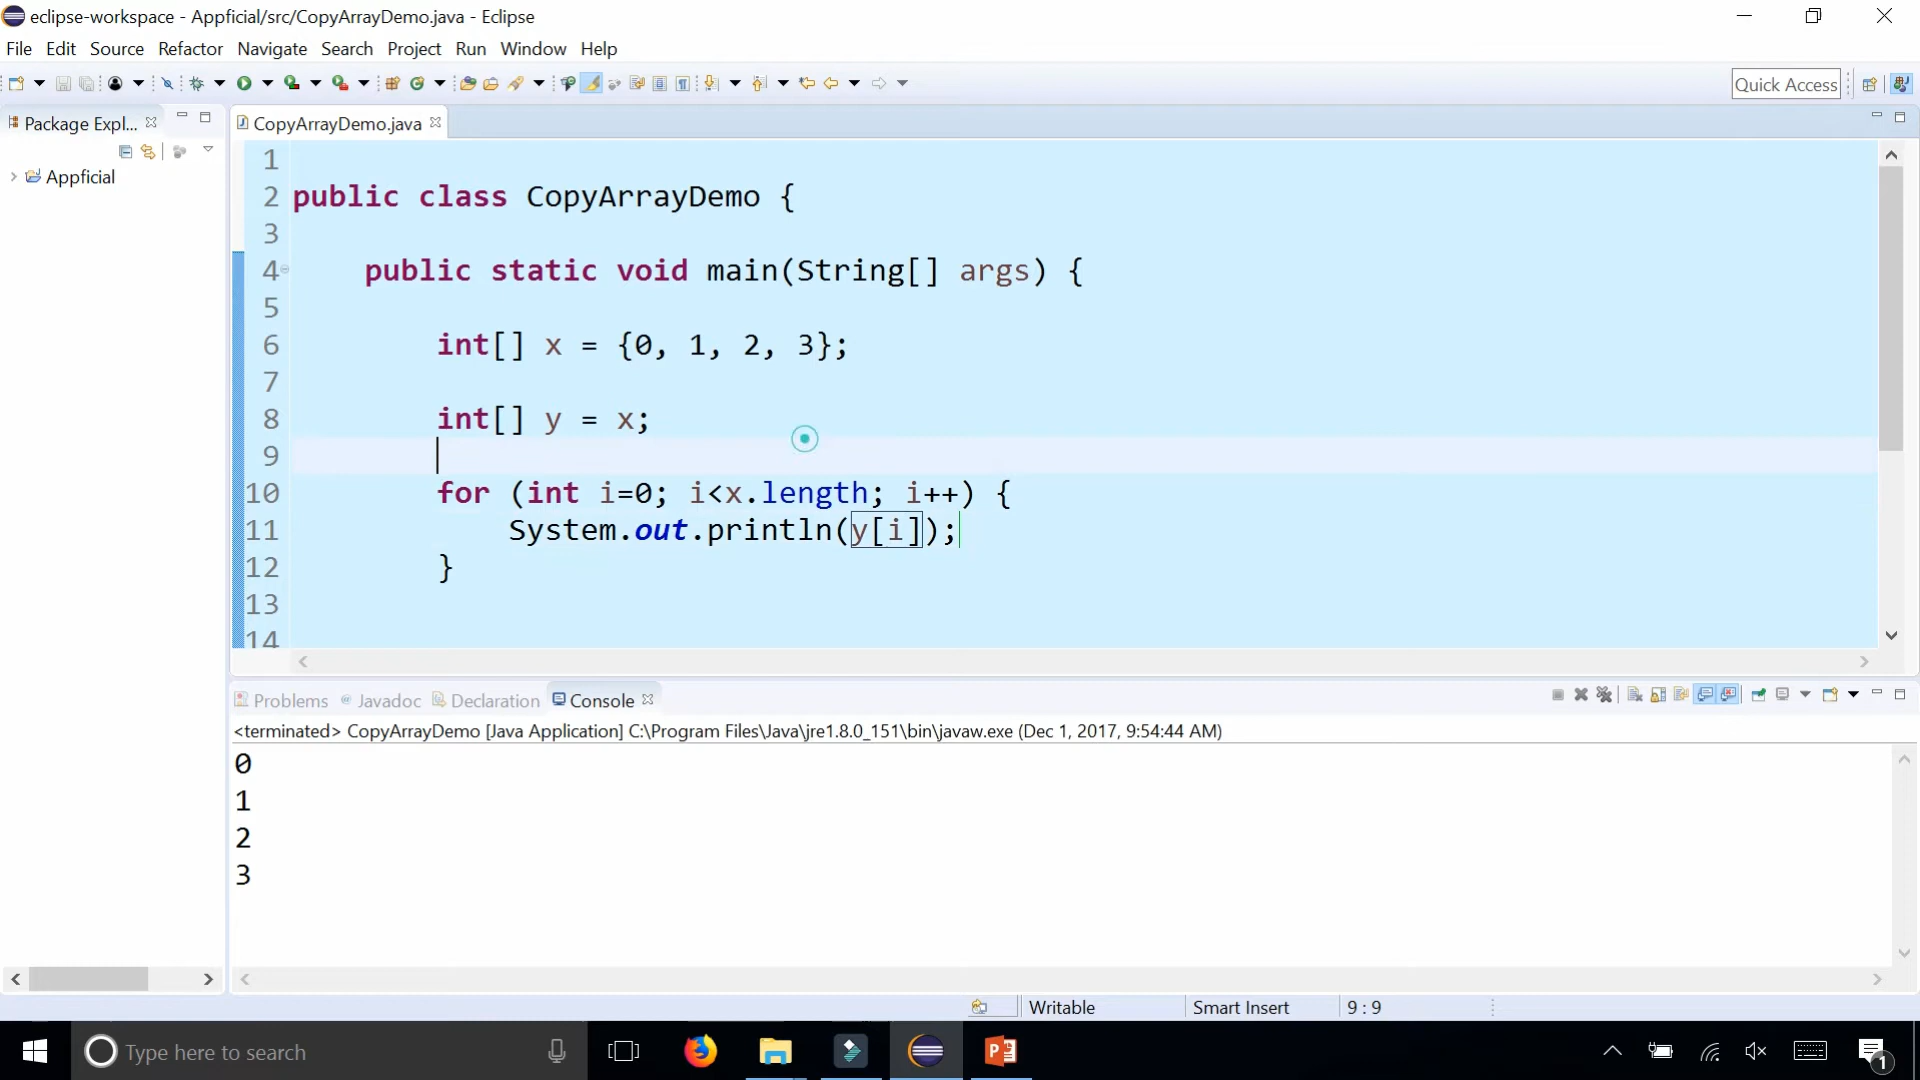 eclipse-workspace - Appficial/src/CopyArrayDemo.java - Eclipse
File Edit Source Refactor Navigate Search Project Run Window Help
Quick Access
Package Expl...
CopyArrayDemo.java
Appficial
1
2 public class CopyArrayDemo {
3
4 public static void main(String[] args) {
5
6 int[] x = {0, 1, 2, 3};
7
8 int[] y = x;
9
10 for (int i=0; i<x.length; i++) {
11 System.out.println(y[i]);
12 }
13
14
Problems Javadoc Declaration Console
<terminated> CopyArrayDemo [Java Application] C:\Program Files\Java\jre1.8.0_151\bin\javaw.exe (Dec 1, 2017, 9:54:44 AM)
0
1
2
3
Writable Smart Insert 9 : 9
Type here to search
1